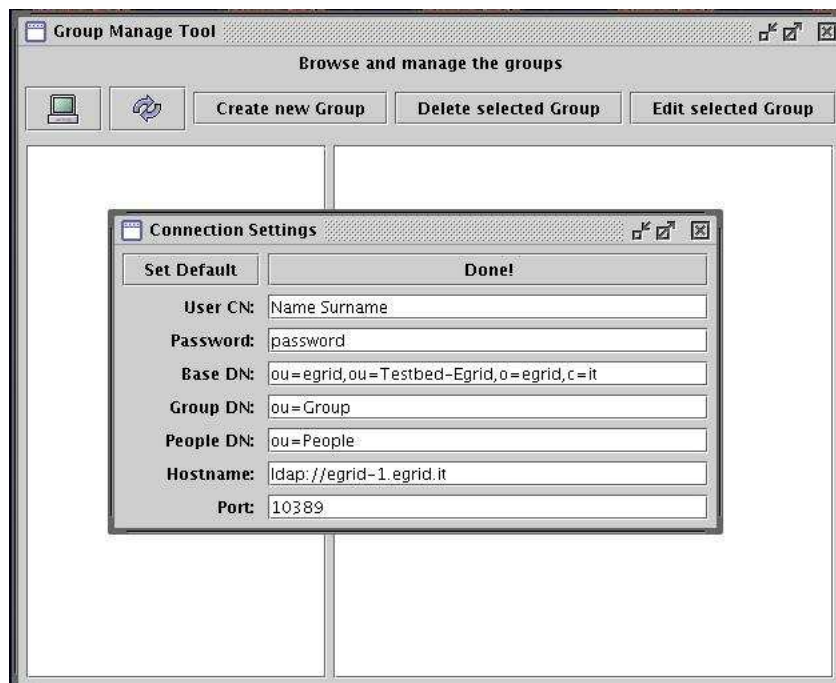 Group Manage Tool
Browse and manage the groups
Create new Group Delete selected Group Edit selected Group
Connection Settings
Set Default Done!
User CN: Name Surname
Password: password
Base DN: ou=egrid,ou=Testbed-Egrid,o=egrid,c=it
Group DN: ou=Group
People DN: ou=People
Hostname: ldap://egrid-1.egrid.it
Port: 10389